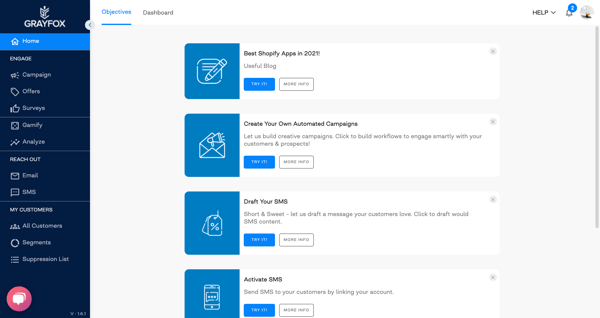 GRAYFOX
Home
ENGAGE
Campaign
Offers
Surveys
Gamify
Analyze
REACH OUT
Email
SMS
MY CUSTOMERS
All Customers
Segments
Suppression List
V - 1.6.1
Objectives
Dashboard
HELP
2
Best Shopify Apps in 2021!
Useful Blog
TRY IT!
MORE INFO
Create Your Own Automated Campaigns
Let us build creative campaigns. Click to build workflows to engage smartly with your
customers & prospects!
TRY IT!
MORE INFO
Draft Your SMS
Short & Sweet - let us draft a message your customers love. Click to draft would
SMS content.
TRY IT!
MORE INFO
Activate SMS
Send SMS to your customers by linking your account.
TRY IT!
MORE INFO